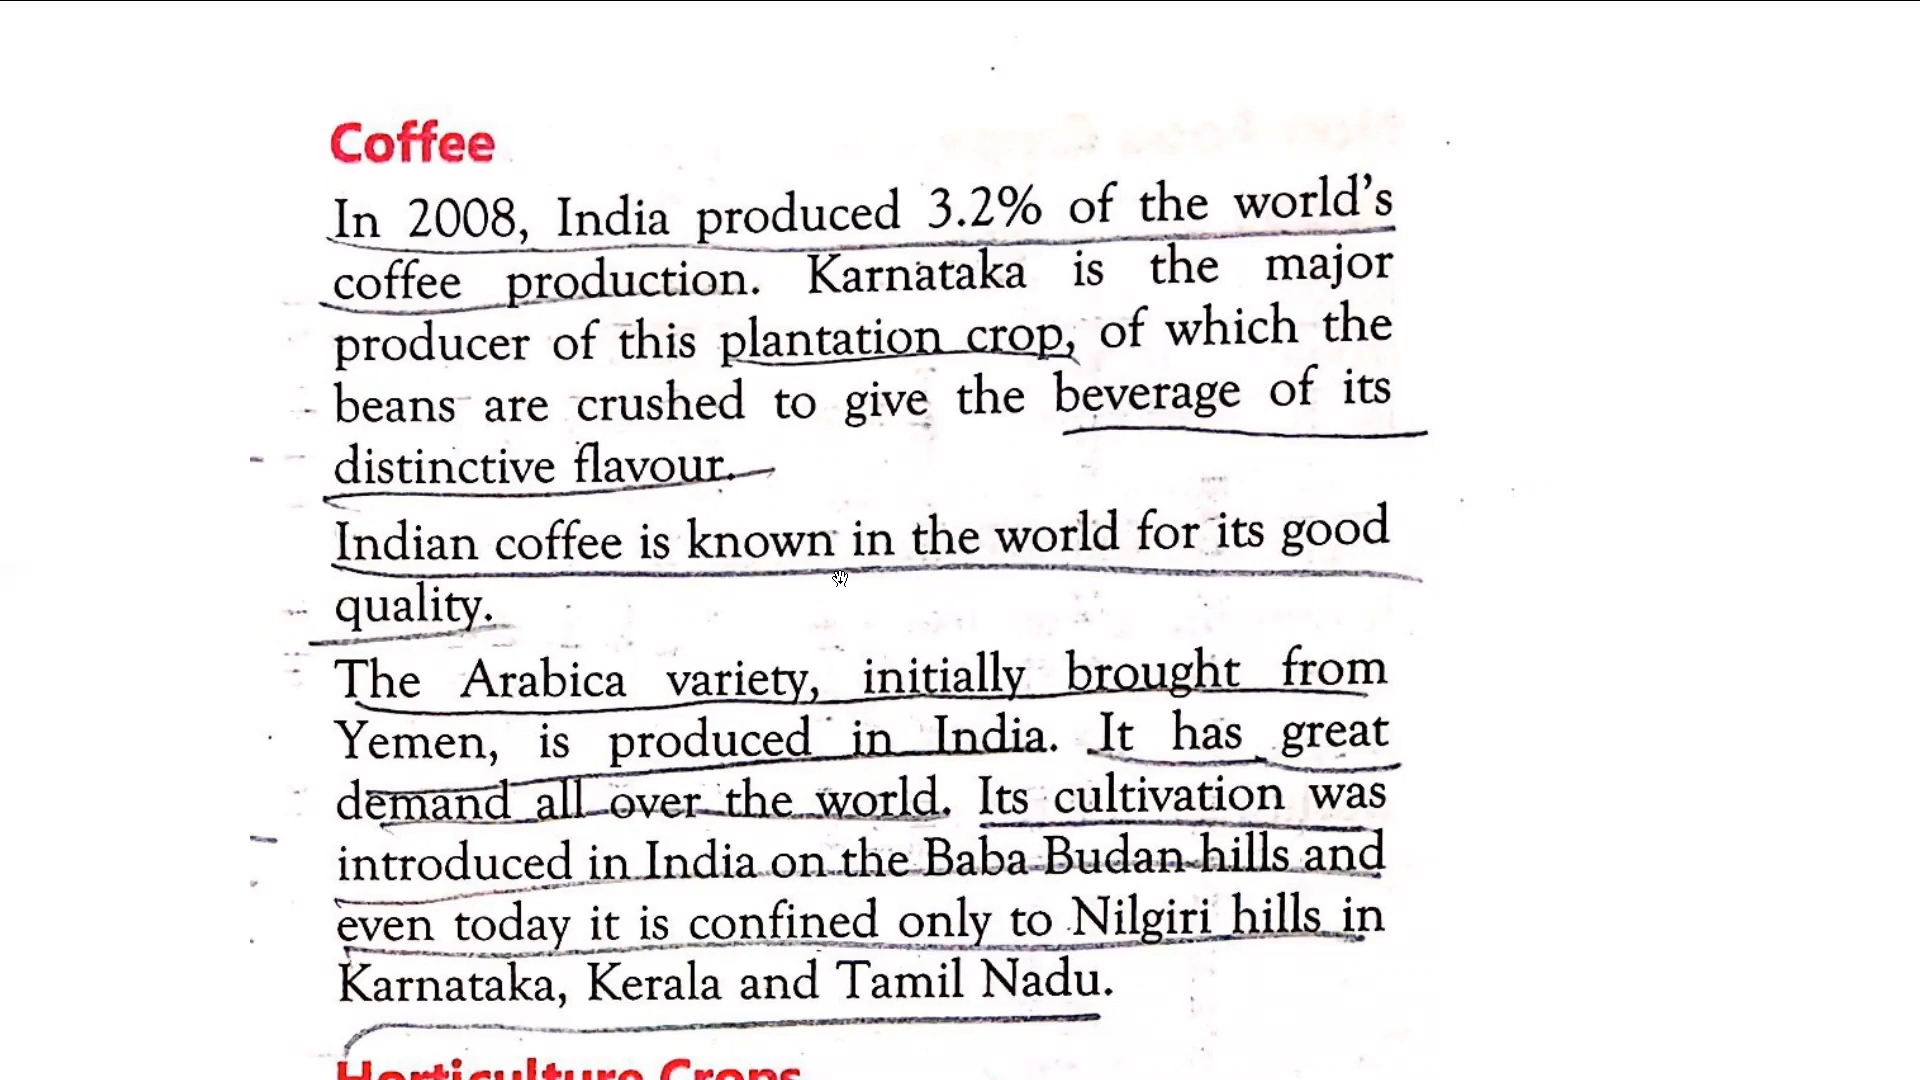 Coffee
In 2008, India produced 3.2% of the world's
coffee production. Karnataka is the major
producer of this plantation crop, of which the
beans are crushed to give the beverage of its
distinctive flavour.
Indian coffee is known in the world for its good
quality.
The Arabica variety, initially brought from
Yemen, is produced in India. It has great
demand all over the world. Its cultivation was
introduced in India on the Baba Budan hills and
even today it is confined only to Nilgiri hills in
Karnataka, Kerala and Tamil Nadu.
Horticulture Crops